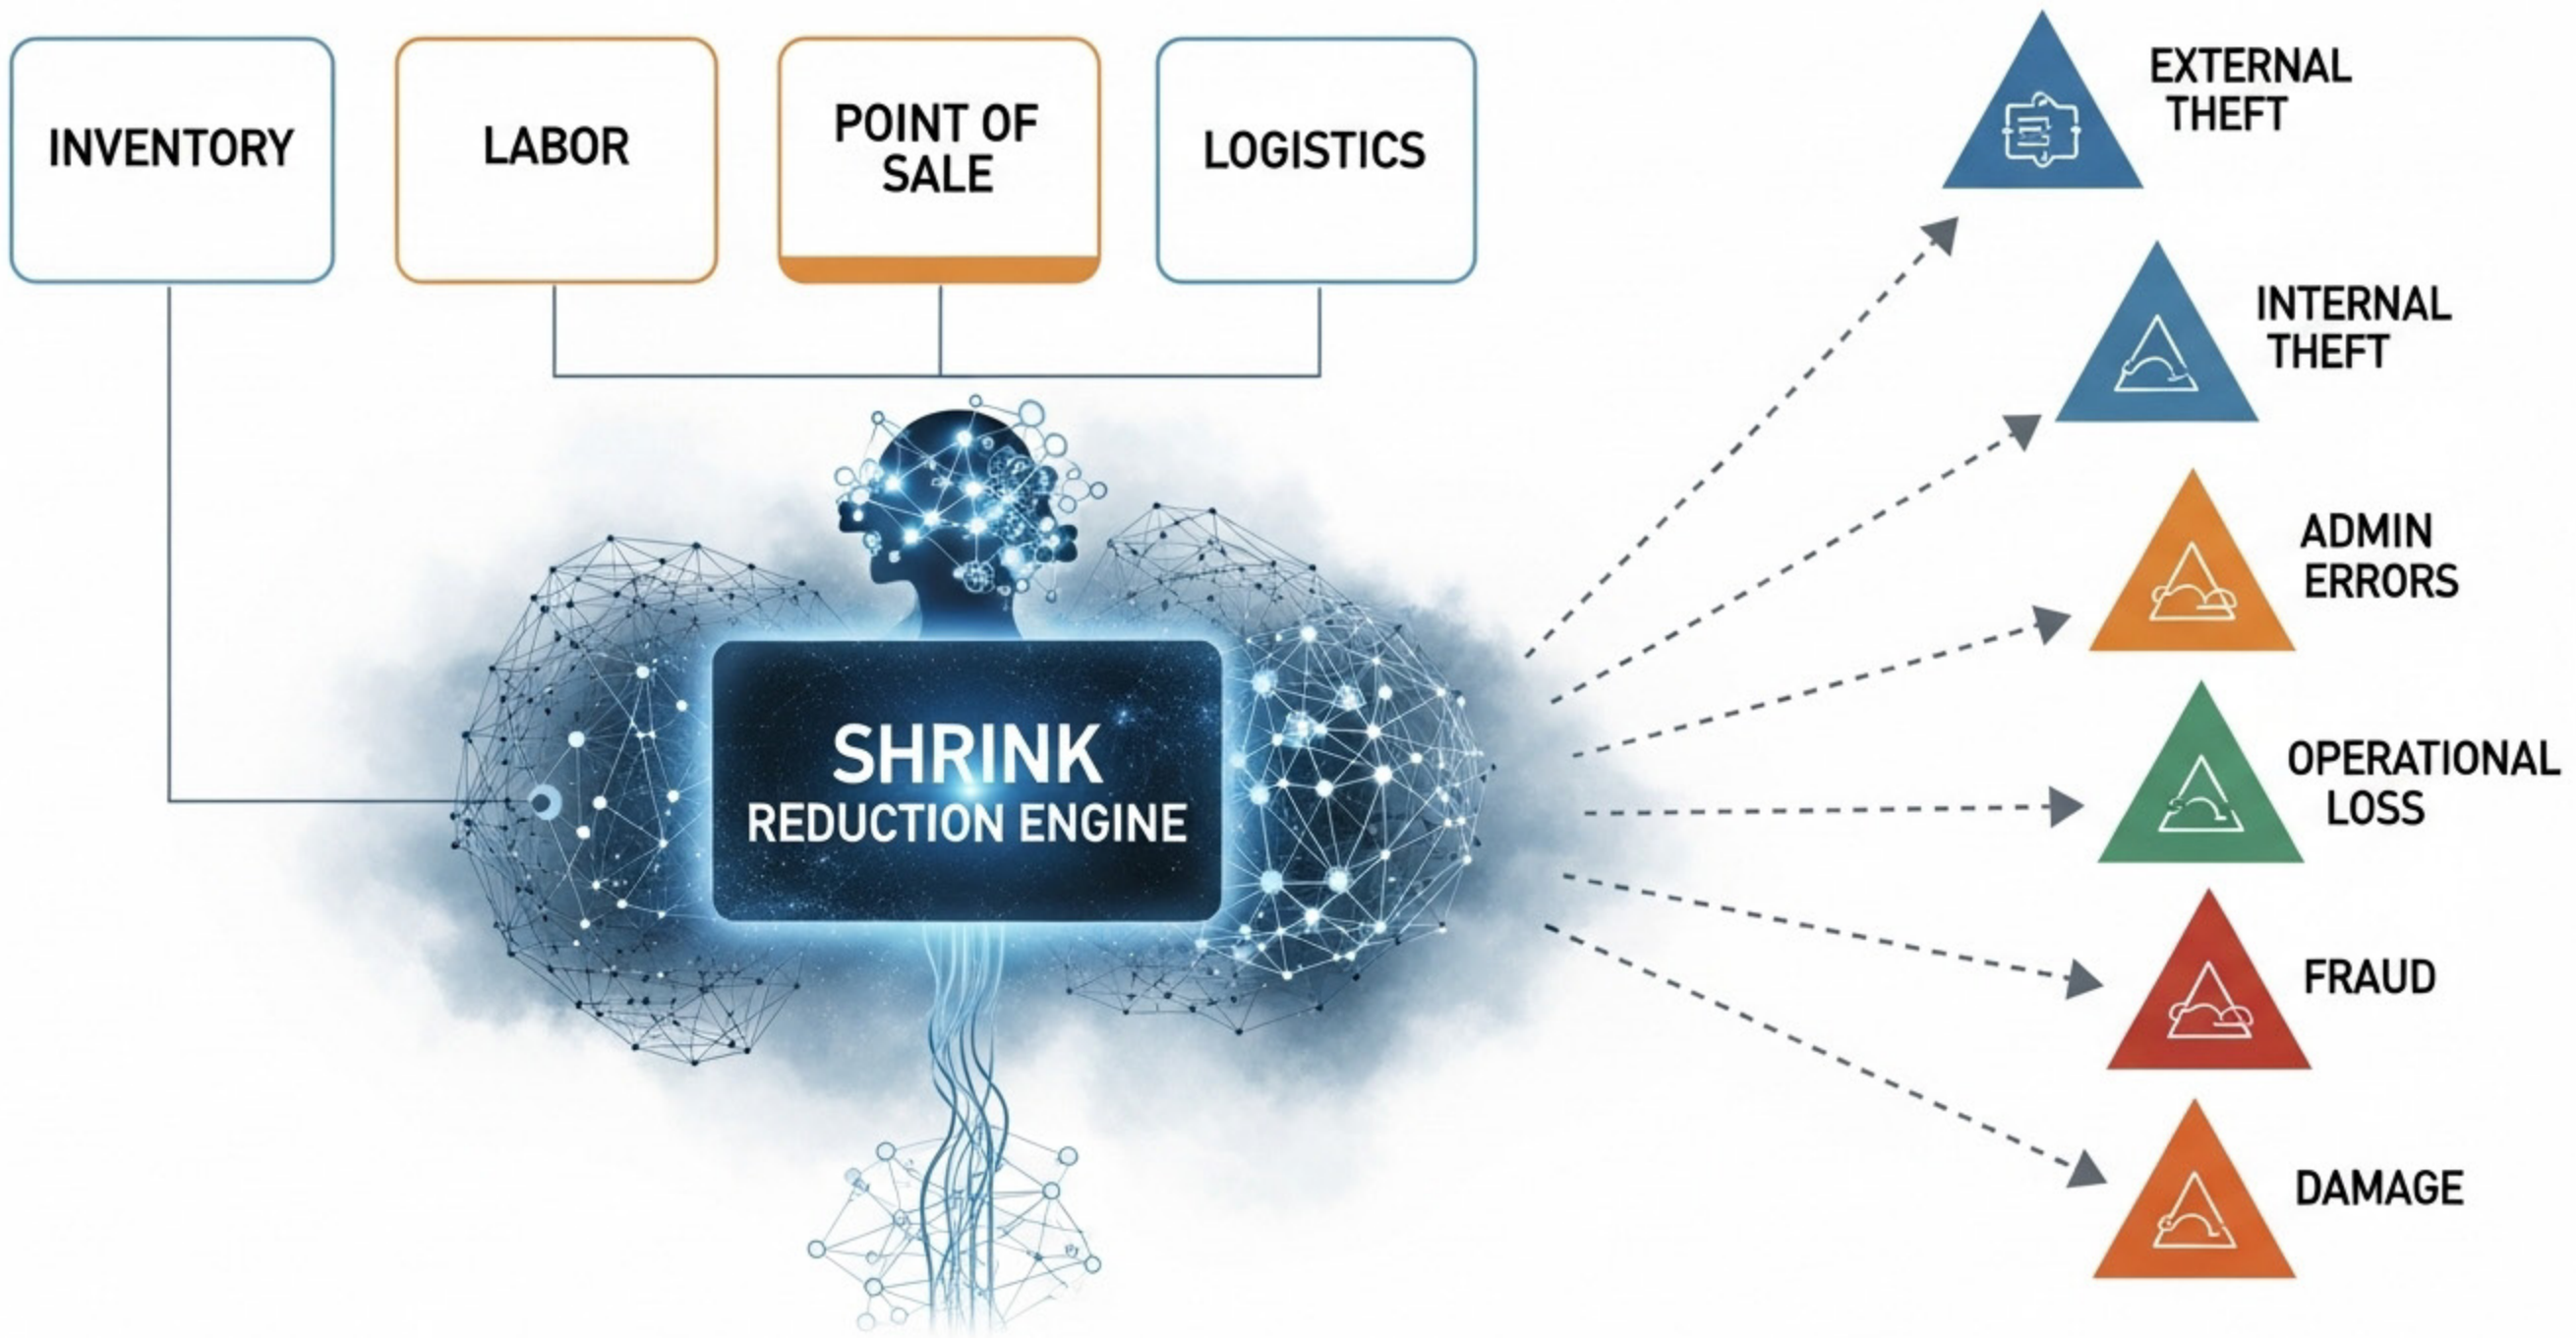 INVENTORY
LABOR
POINT OF
SALE
LOGISTICS
SHRINK
REDUCTION ENGINE
EXTERNAL
THEFT
INTERNAL
THEFT
ADMIN
ERRORS
OPERATIONAL
LOSS
FRAUD
DAMAGE